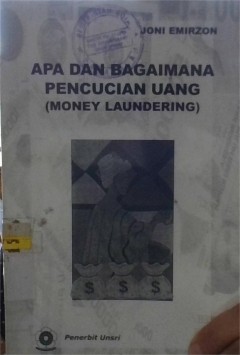 JONI EMIRZON
APA DAN BAGAIMANA
PENCUCIAN UANG
(MONEY LAUNDERING)
$ $ $
Penerbit Unsri